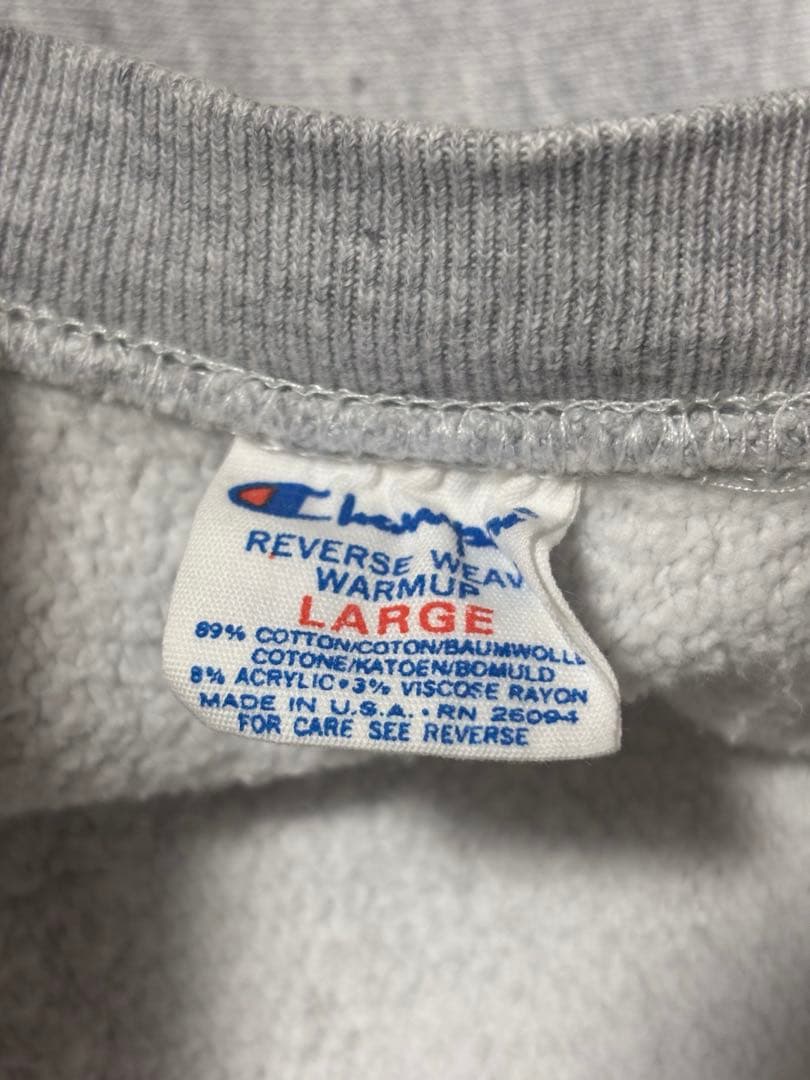 Champion
REVERSE WEAV
WARMUP
LARGE
89% COTTON/COTON/BAUMWOLLE
COTONE/KATOEN/BOMULD
8% ACRYLIC•3% VISCOSE RAYON
MADE IN U.S.A.•RN 26094
FOR CARE SEE REVERSE